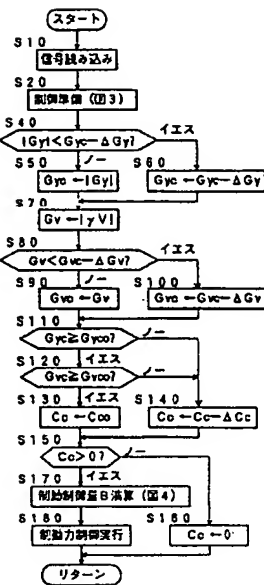 スタート
S10
信号読み込み
S20
制御準備（図3）
S40
|Gy|<Gyc－ΔGy?
イエス
S50
ノー
S60
Gyc←|Gy|
Gyc←Gyc－ΔGy
S70
Gv←|γV|
S80
Gv<Gvc－ΔGv?
イエス
S90
ノー
S100
Gvc←Gv
Gvc←Gvc－ΔGv
S110
Gyc≧Gyco?
ノー
S120
イエス
Gvc≧Gvco?
ノー
S130
イエス
S140
Cc←Cco
Cc←Cc－ΔCc
S150
Cc>0?
ノー
S170
イエス
制動制御量B演算（図4）
S180
S160
制動力制御実行
Cc←0
リターン